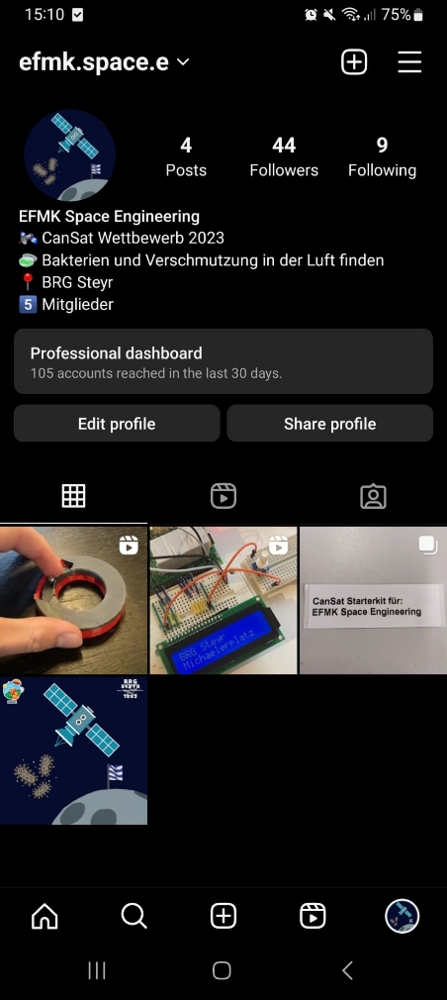 15:10
75%
efmk.space.e
4
44
9
Posts
Followers
Following
EFMK Space Engineering
CanSat Wettbewerb 2023
Bakterien und Verschmutzung in der Luft finden
BRG Steyr
5 Mitglieder
Professional dashboard
105 accounts reached in the last 30 days.
Edit profile
Share profile
BRG Steyr
Michaelerplatz
CanSat Starterkit für:
EFMK Space Engineering
BRG
STEYR
1863